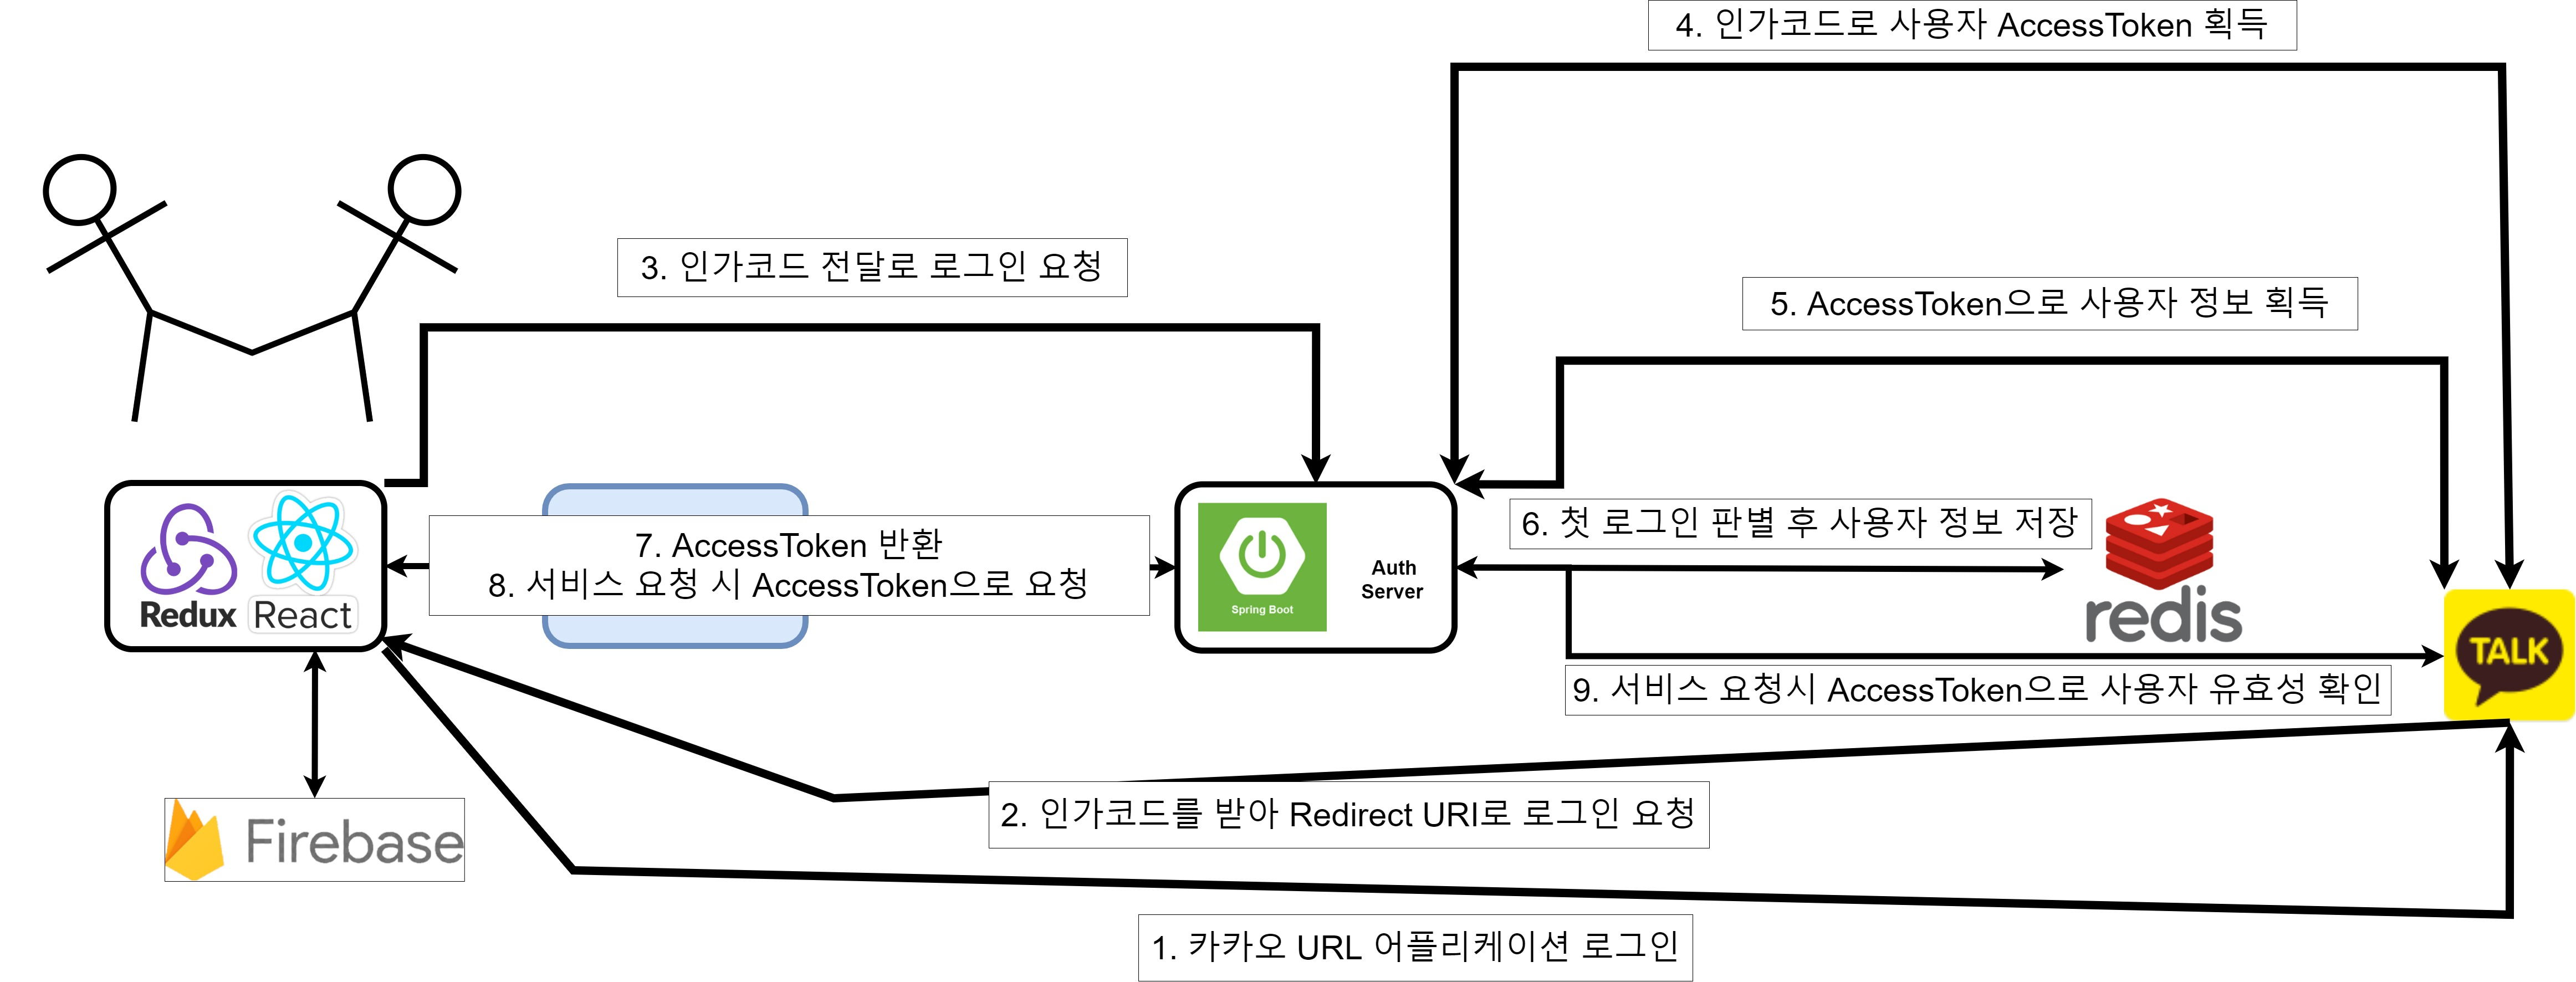 4. 인가코드로 사용자 AccessToken 획득
3. 인가코드 전달로 로그인 요청
5. AccessToken으로 사용자 정보 획득
6. 첫 로그인 판별 후 사용자 정보 저장
7. AccessToken 반환
8. 서비스 요청 시 AccessToken으로 요청
Redux
React
Spring Boot
Auth
Server
redis
TALK
9. 서비스 요청시 AccessToken으로 사용자 유효성 확인
Firebase
2. 인가코드를 받아 Redirect URI로 로그인 요청
1. 카카오 URL 어플리케이션 로그인